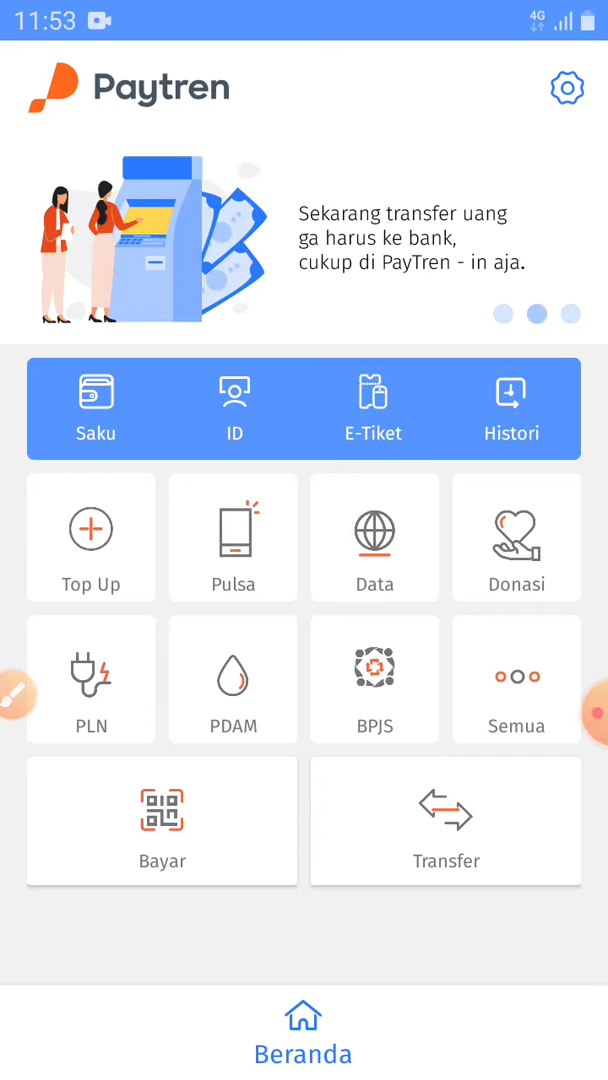 11:53
4G
Paytren
Sekarang transfer uang
ga harus ke bank,
cukup di PayTren - in aja.
Saku
ID
E-Tiket
Histori
Top Up
Pulsa
Data
Donasi
PLN
PDAM
BPJS
Semua
Bayar
Transfer
Beranda